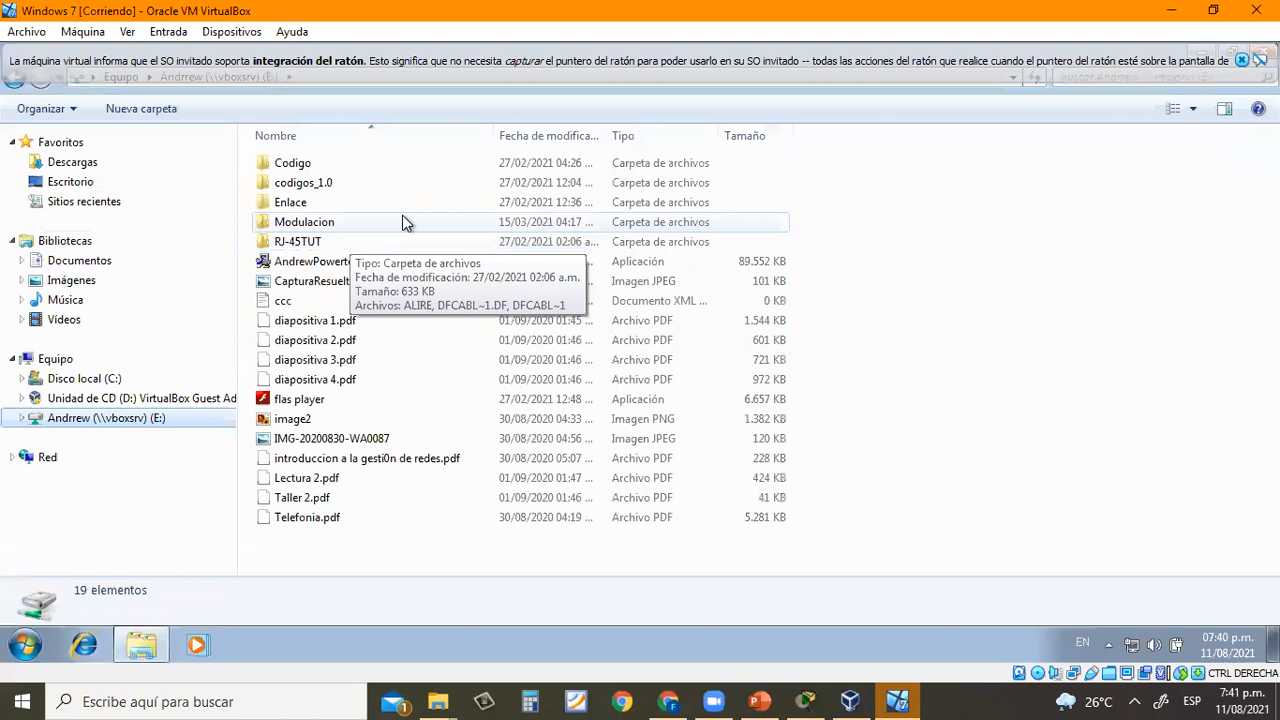 Windows 7 [Corriendo] - Oracle VM VirtualBox
Archivo Máquina Ver Entrada Dispositivos Ayuda
La máquina virtual informa que el SO invitado soporta integración del ratón. Esto significa que no necesita capturar el puntero del ratón para poder usarlo en su SO invitado -- todas las acciones del ratón que realice cuando el puntero del ratón esté sobre la pantalla de
Equipo Andrrew (\\vboxsrv) (E:)
Buscar Andrrew (\\vboxsrv) (E:)
Organizar Nueva carpeta
Nombre Fecha de modifica... Tipo Tamaño
Favoritos
Descargas
Escritorio
Sitios recientes
Bibliotecas
Documentos
Imágenes
Música
Vídeos
Equipo
Disco local (C:)
Unidad de CD (D:) VirtualBox Guest Ad
Andrrew (\\vboxsrv) (E:)
Red
Codigo 27/02/2021 04:26 ... Carpeta de archivos
codigos_1.0 27/02/2021 12:04 ... Carpeta de archivos
Enlace 27/02/2021 12:36 ... Carpeta de archivos
Modulacion 15/03/2021 04:17 ... Carpeta de archivos
RJ-45TUT 27/02/2021 02:06 a... Carpeta de archivos
AndrewPowert Aplicación 89.552 KB
CapturaResuelt Imagen JPEG 101 KB
ccc Documento XML ... 0 KB
Tipo: Carpeta de archivos
Fecha de modificación: 27/02/2021 02:06 a.m.
Tamaño: 633 KB
Archivos: ALIRE, DFCABL~1.DF, DFCABL~1
diapositiva 1.pdf 01/09/2020 01:45 ... Archivo PDF 1.544 KB
diapositiva 2.pdf 01/09/2020 01:46 ... Archivo PDF 601 KB
diapositiva 3.pdf 01/09/2020 01:46 ... Archivo PDF 721 KB
diapositiva 4.pdf 01/09/2020 01:46 ... Archivo PDF 972 KB
flas player 27/02/2021 12:48 ... Aplicación 6.657 KB
image2 30/08/2020 04:33 ... Imagen PNG 1.382 KB
IMG-20200830-WA0087 30/08/2020 04:56 ... Imagen JPEG 120 KB
introduccion a la gesti0n de redes.pdf 30/08/2020 05:07 ... Archivo PDF 228 KB
Lectura 2.pdf 01/09/2020 01:47 ... Archivo PDF 424 KB
Taller 2.pdf 01/09/2020 01:46 ... Archivo PDF 41 KB
Telefonia.pdf 30/08/2020 04:19 ... Archivo PDF 5.281 KB
19 elementos
EN 07:40 p.m.
11/08/2021
CTRL DERECHA
Escribe aquí para buscar
1
26°C ESP 7:41 p.m.
11/08/2021